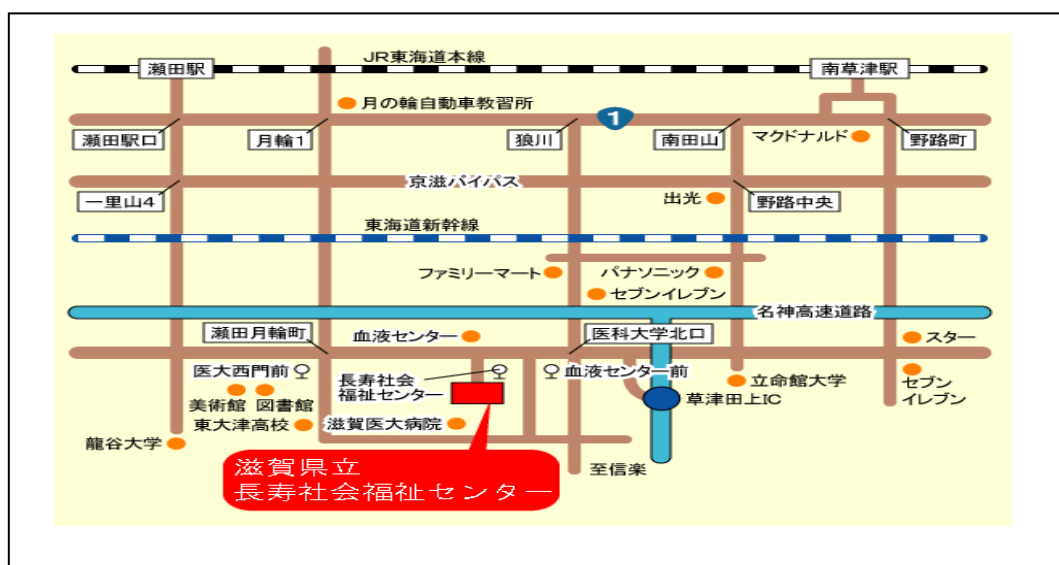 JR東海道本線
瀬田駅
南草津駅
月の輪自動車教習所
1
瀬田駅口
月輪1
狼川
南田山
マクドナルド
野路町
京滋バイパス
一里山4
出光
野路中央
東海道新幹線
ファミリーマート
パナソニック
セブンイレブン
名神高速道路
瀬田月輪町
血液センター
医科大学北口
スター
医大西門前
長寿社会
福祉センター
血液センター前
立命館大学
セブン
イレブン
美術館
図書館
草津田上IC
東大津高校
滋賀医大病院
龍谷大学
滋賀県立
長寿社会福祉センター
至信楽